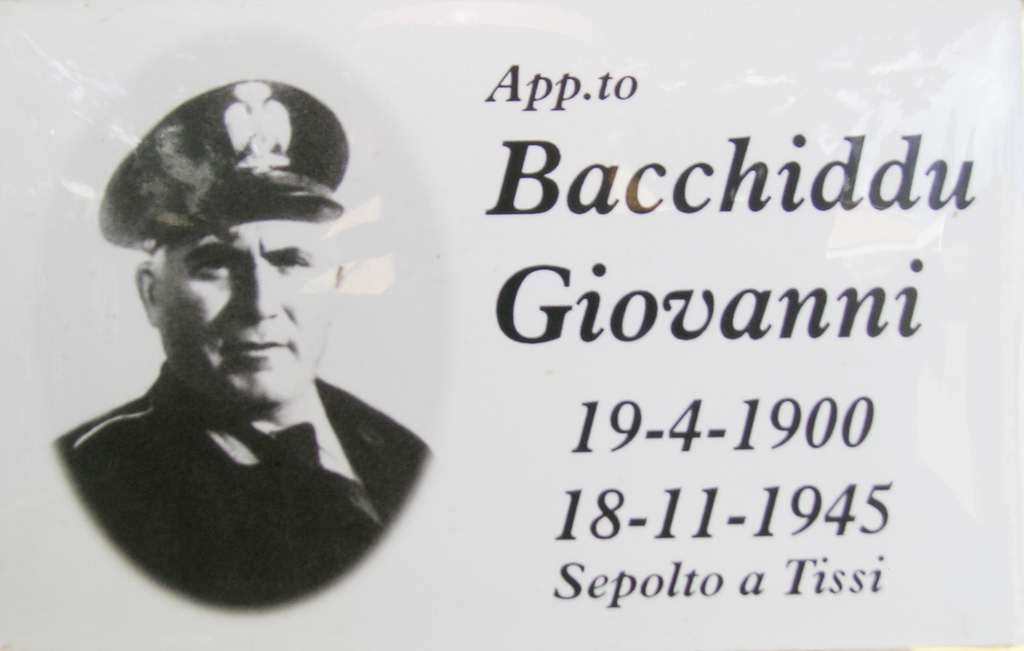 App.to
Bacchiddu
Giovanni
19-4-1900
18-11-1945
Sepolto a Tissi